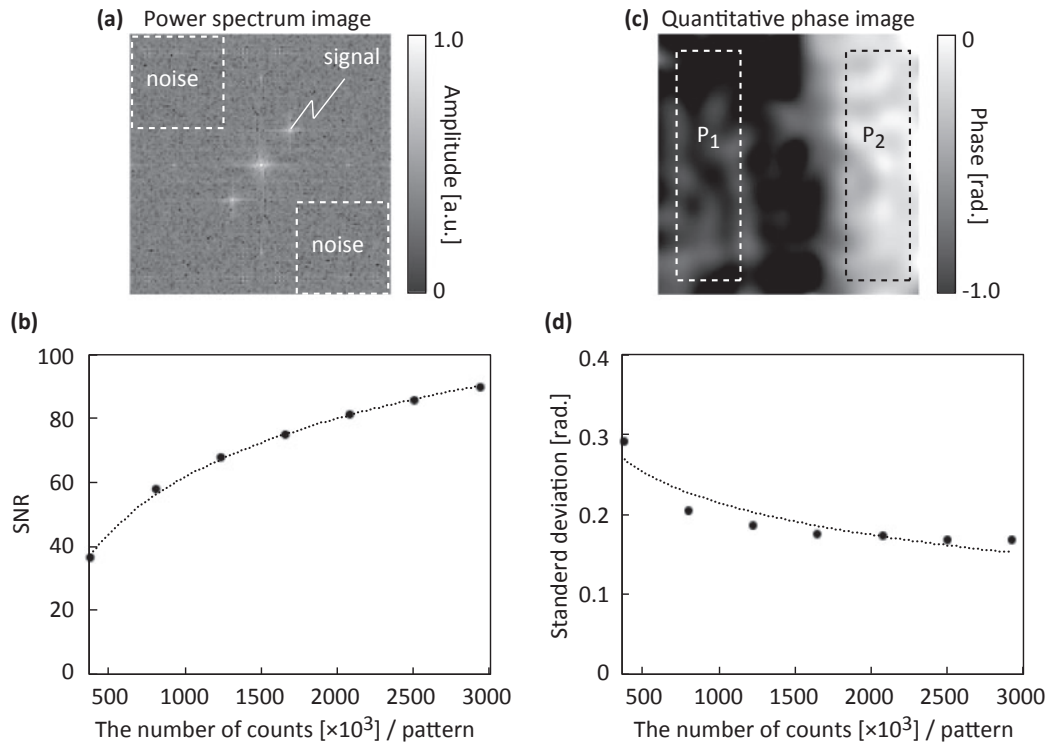 (a) Power spectrum image
noise
signal
noise
1.0
Amplitude [a.u.]
0
(c) Quantitative phase image
P1
P2
0
Phase [rad.]
-1.0
(b)
100
80
60
40
20
0
SNR
500 1000 1500 2000 2500 3000
The number of counts [×10³] / pattern
(d)
0.4
0.3
0.2
0.1
0
Standerd deviation [rad.]
500 1000 1500 2000 2500 3000
The number of counts [×10³] / pattern